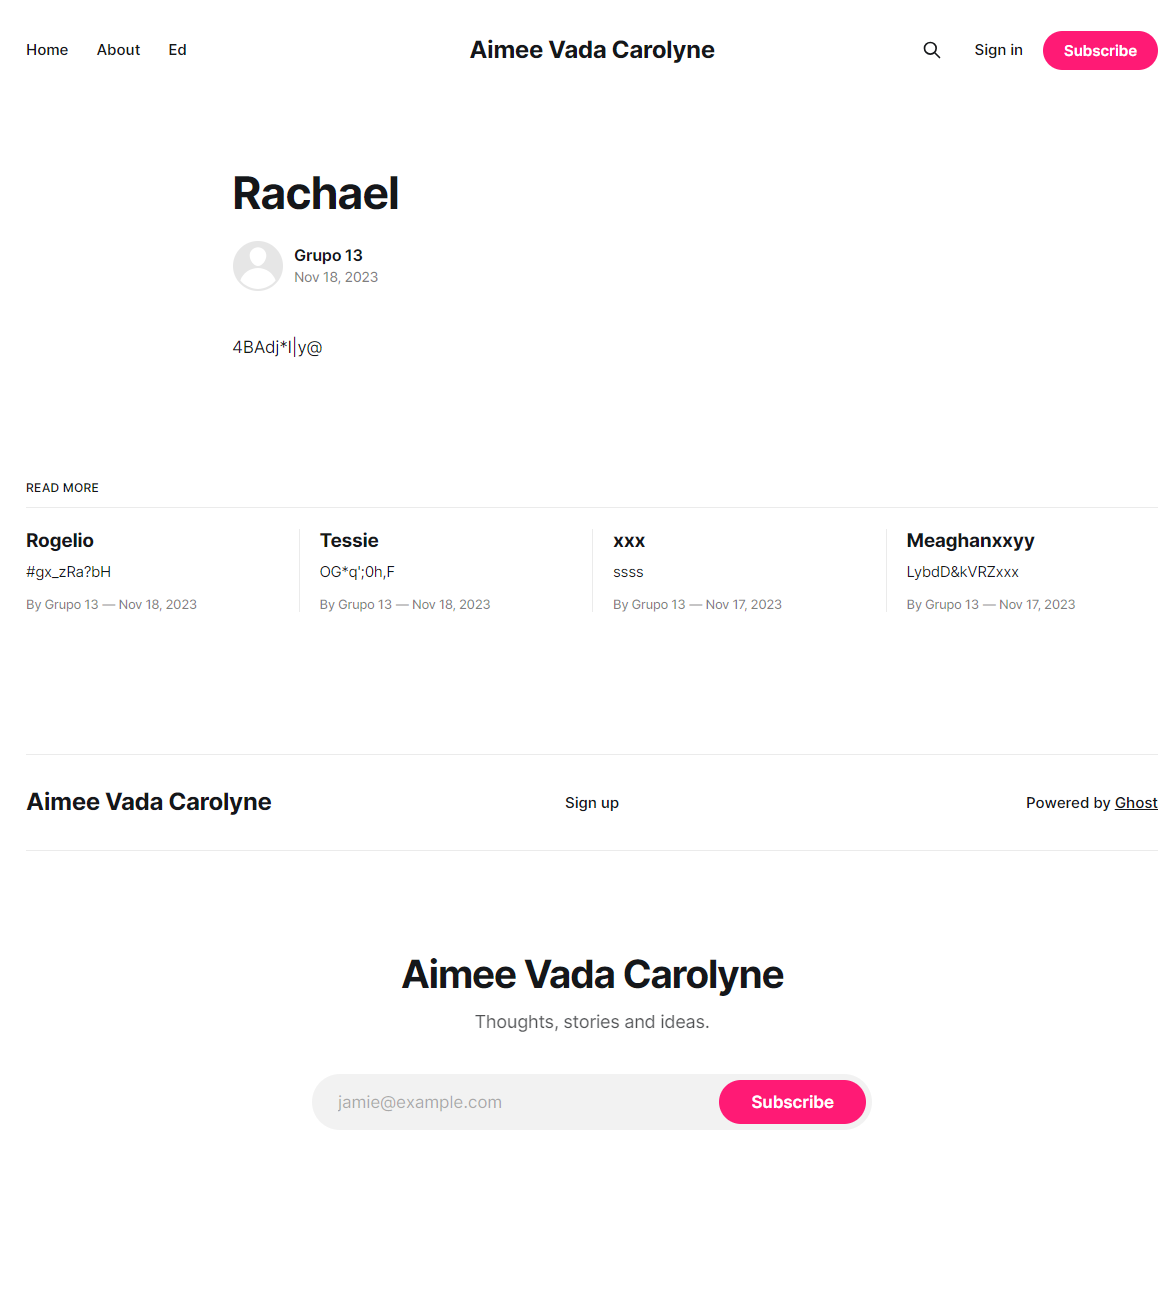 Home About Ed Aimee Vada Carolyne Sign in Subscribe
Rachael
Grupo 13
Nov 18, 2023
4BAdj*I|y@
READ MORE
Rogelio
#gx_zRa?bH
By Grupo 13 — Nov 18, 2023
Tessie
OG*q';0h,F
By Grupo 13 — Nov 18, 2023
xxx
ssss
By Grupo 13 — Nov 17, 2023
Meaghanxxyy
LybdD&kVRZxxx
By Grupo 13 — Nov 17, 2023
Aimee Vada Carolyne Sign up Powered by Ghost
Aimee Vada Carolyne
Thoughts, stories and ideas.
jamie@example.com Subscribe